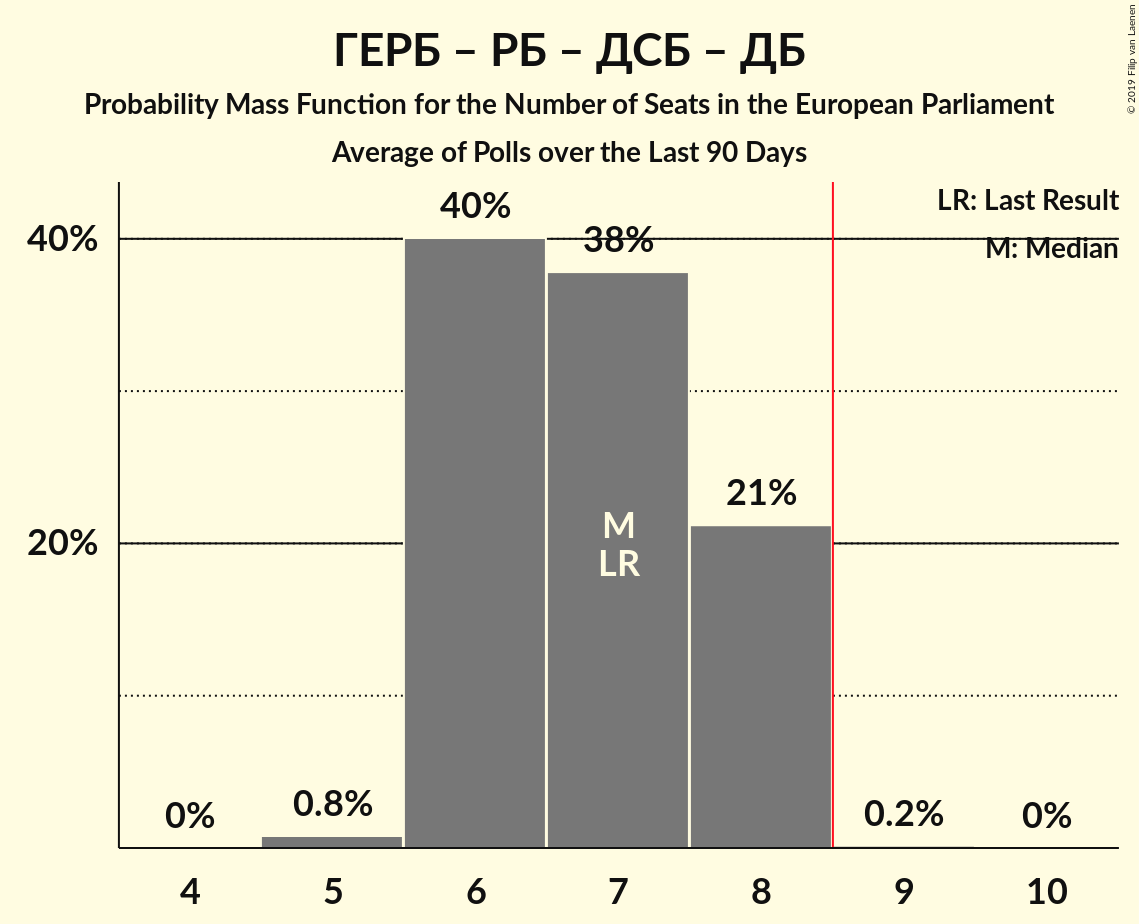 ГЕРБ – РБ – ДСБ – ДБ
Probability Mass Function for the Number of Seats in the European Parliament
Average of Polls over the Last 90 Days
© 2019 Filip van Laenen
LR: Last Result
M: Median
40%
20%
0%
0.8%
40%
38%
21%
0.2%
0%
M
LR
4 5 6 7 8 9 10